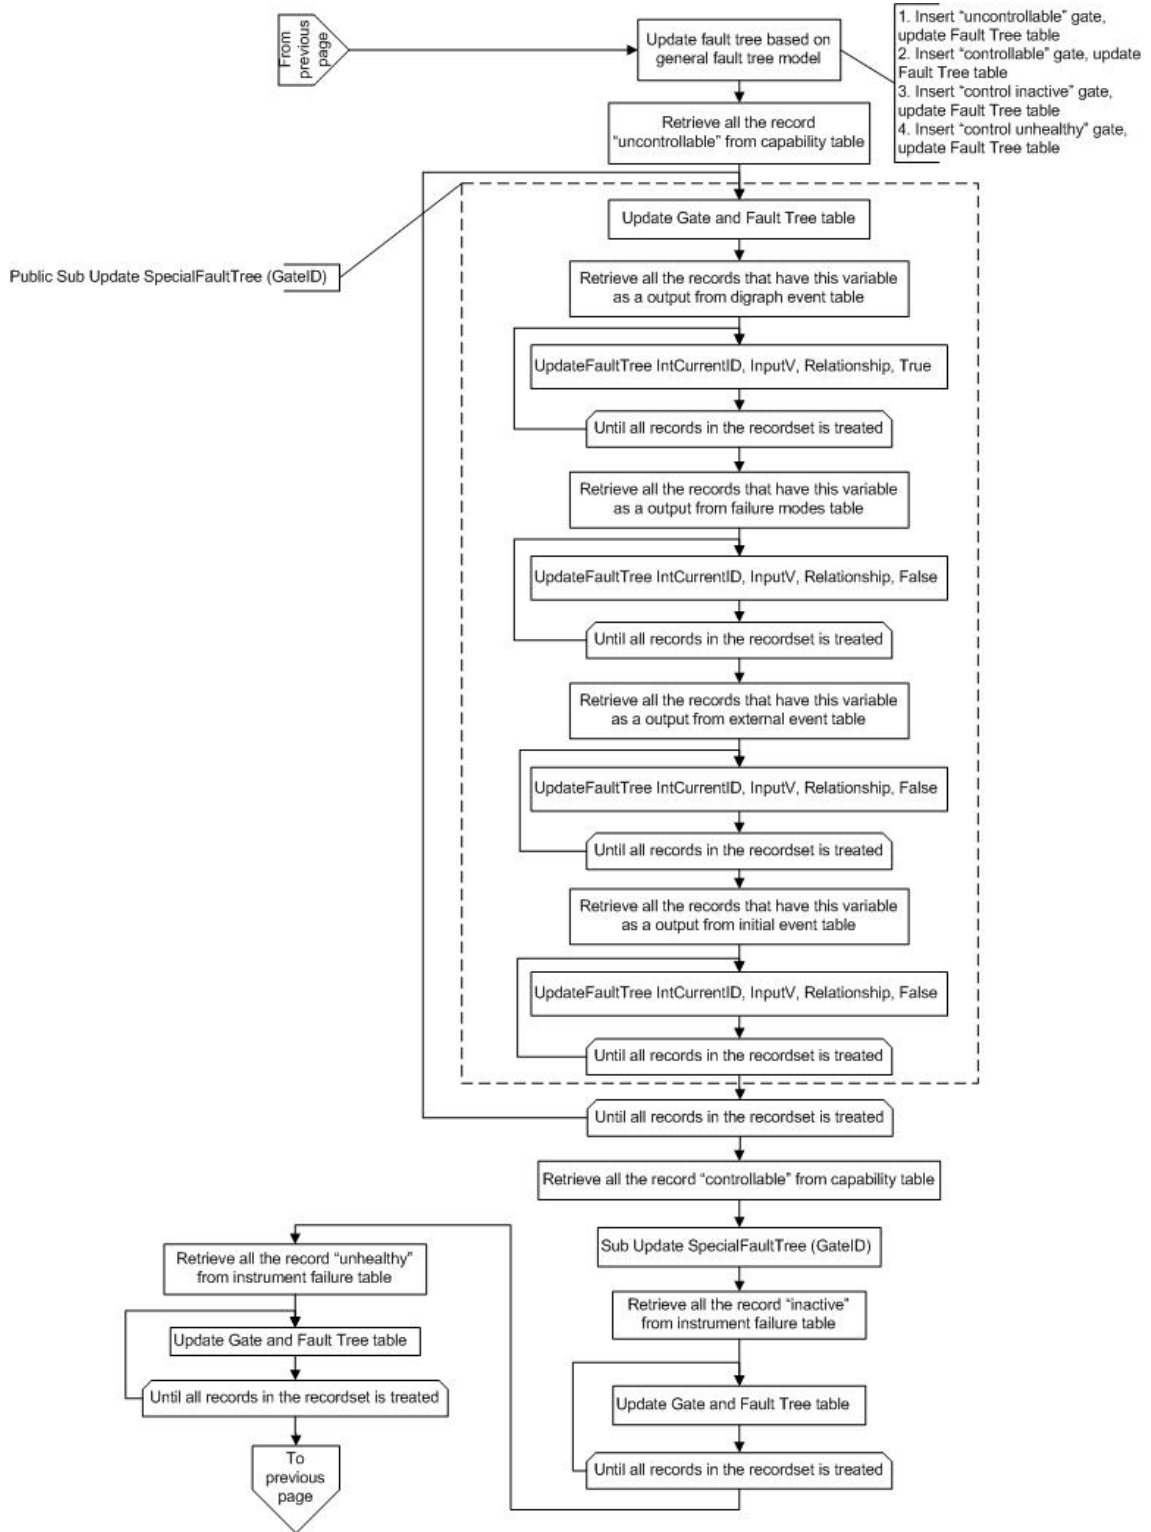 From
previous
page
Update fault tree based on
general fault tree model
1. Insert “uncontrollable” gate,
update Fault Tree table
2. Insert “controllable” gate, update
Fault Tree table
3. Insert “control inactive” gate,
update Fault Tree table
4. Insert “control unhealthy” gate,
update Fault Tree table
Retrieve all the record
“uncontrollable” from capability table
Update Gate and Fault Tree table
Public Sub Update SpecialFaultTree (GateID)
Retrieve all the records that have this variable
as a output from digraph event table
UpdateFaultTree IntCurrentID, InputV, Relationship, True
Until all records in the recordset is treated
Retrieve all the records that have this variable
as a output from failure modes table
UpdateFaultTree IntCurrentID, InputV, Relationship, False
Until all records in the recordset is treated
Retrieve all the records that have this variable
as a output from external event table
UpdateFaultTree IntCurrentID, InputV, Relationship, False
Until all records in the recordset is treated
Retrieve all the records that have this variable
as a output from initial event table
UpdateFaultTree IntCurrentID, InputV, Relationship, False
Until all records in the recordset is treated
Until all records in the recordset is treated
Retrieve all the record “controllable” from capability table
Sub Update SpecialFaultTree (GateID)
Retrieve all the record “inactive”
from instrument failure table
Update Gate and Fault Tree table
Until all records in the recordset is treated
Retrieve all the record “unhealthy”
from instrument failure table
Update Gate and Fault Tree table
Until all records in the recordset is treated
To
previous
page